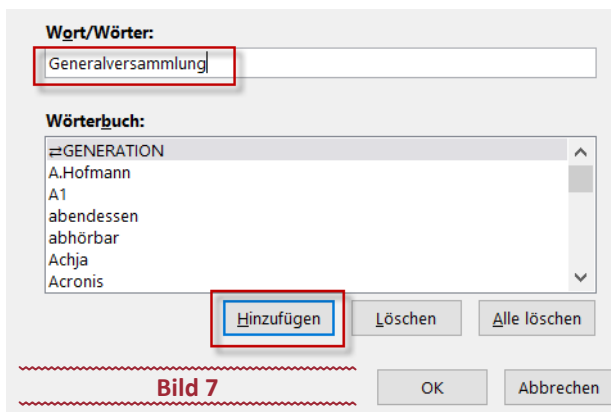 Wort/Wörter:
Generalversammlung
Wörterbuch:
⇄GENERATION
A.Hofmann
A1
abendessen
abhörbar
Achja
Acronis
Hinzufügen Löschen Alle löschen
Bild 7 OK Abbrechen